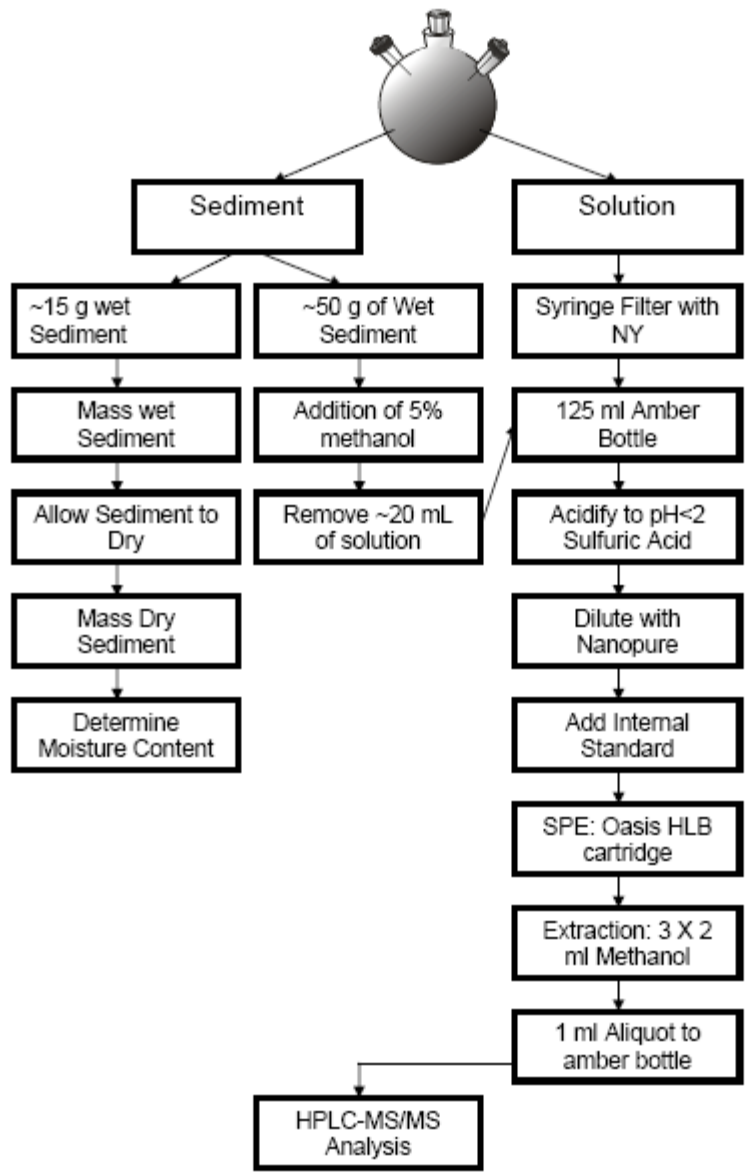 Sediment
Solution
~15 g wet
Sediment
~50 g of Wet
Sediment
Syringe Filter with
NY
Mass wet
Sediment
Addition of 5%
methanol
125 ml Amber
Bottle
Allow Sediment to
Dry
Remove ~20 mL
of solution
Acidify to pH<2
Sulfuric Acid
Mass Dry
Sediment
Dilute with
Nanopure
Determine
Moisture Content
Add Internal
Standard
SPE: Oasis HLB
cartridge
Extraction: 3 X 2
ml Methanol
1 ml Aliquot to
amber bottle
HPLC-MS/MS
Analysis